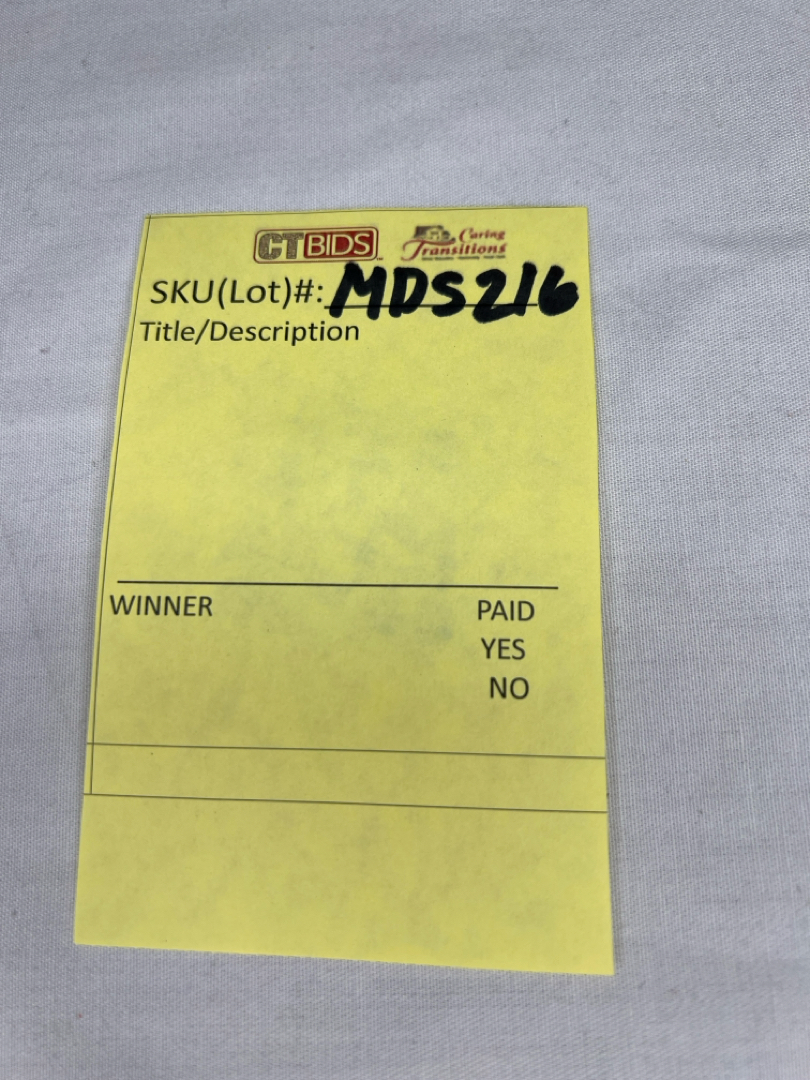 CTBIDS Caring Transitions
SKU(Lot)#: MDS216
Title/Description
WINNER PAID
YES
NO